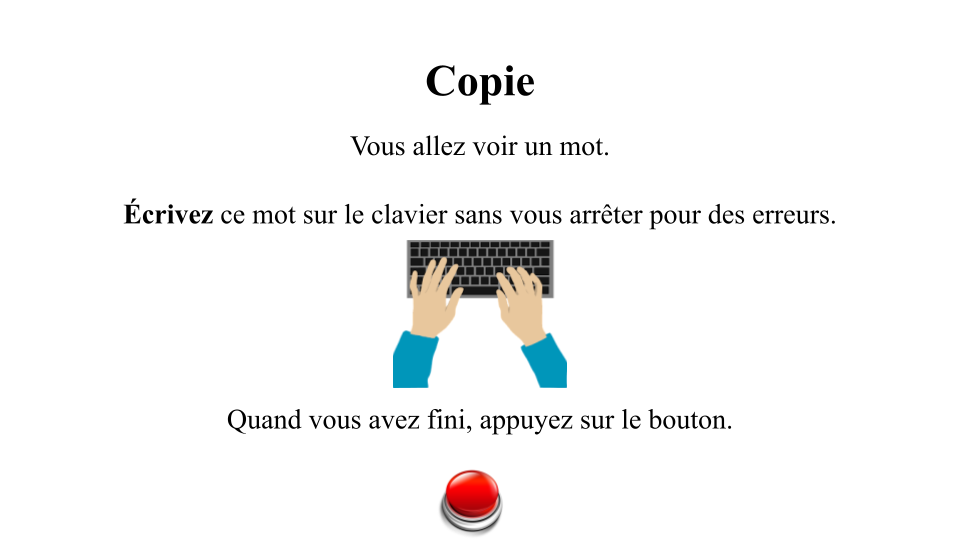 Copie
Vous allez voir un mot.
Écrivez ce mot sur le clavier sans vous arrêter pour des erreurs.
Quand vous avez fini, appuyez sur le bouton.